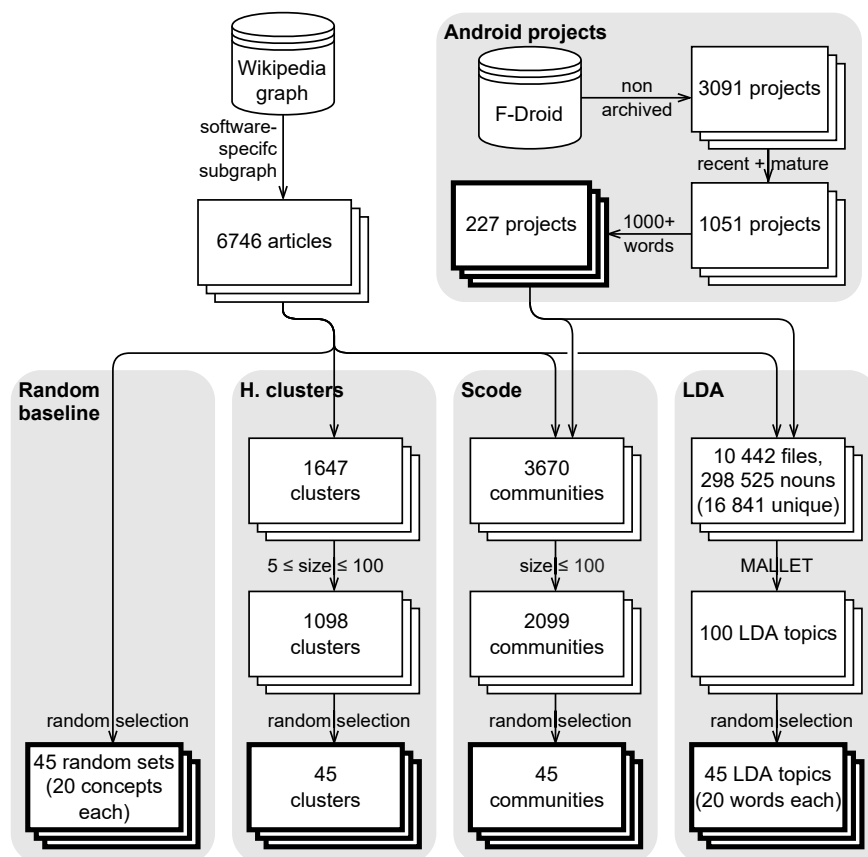 Wikipedia
graph
software-
specifc
subgraph
6746 articles
Android projects
F-Droid
non
archived
3091 projects
recent + mature
1051 projects
1000+
words
227 projects
Random
baseline
random selection
45 random sets
(20 concepts
each)
H. clusters
1647
clusters
5 ≤ size ≤ 100
1098
clusters
random selection
45
clusters
Scode
3670
communities
size ≤ 100
2099
communities
random selection
45
communities
LDA
10 442 files,
298 525 nouns
(16 841 unique)
MALLET
100 LDA topics
random selection
45 LDA topics
(20 words each)